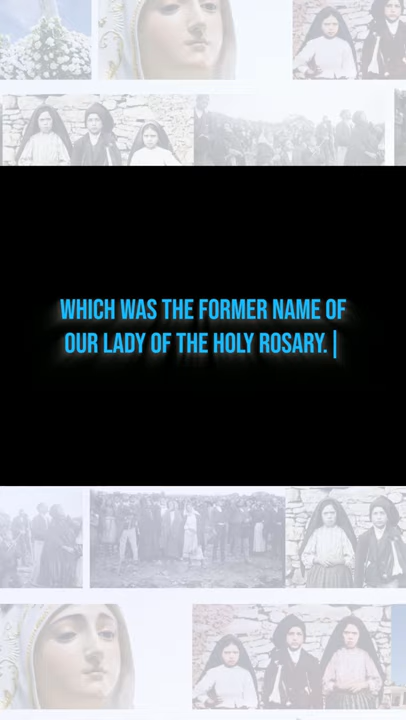 WHICH WAS THE FORMER NAME OF
OUR LADY OF THE HOLY ROSARY.